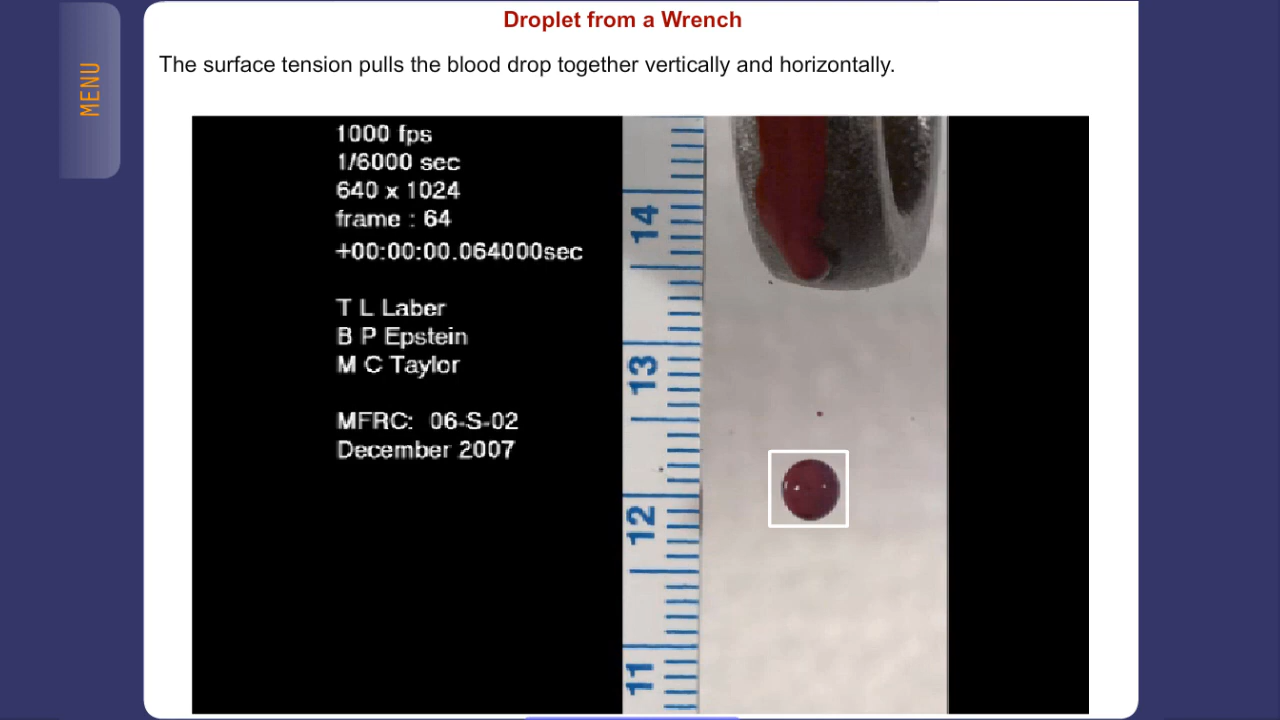 Droplet from a Wrench
MENU
The surface tension pulls the blood drop together vertically and horizontally.
1000 fps
1/6000 sec
640 x 1024
frame : 64
+00:00:00.064000sec
T L Laber
B P Epstein
M C Taylor
MFRC: 06-S-02
December 2007
14
13
12
11